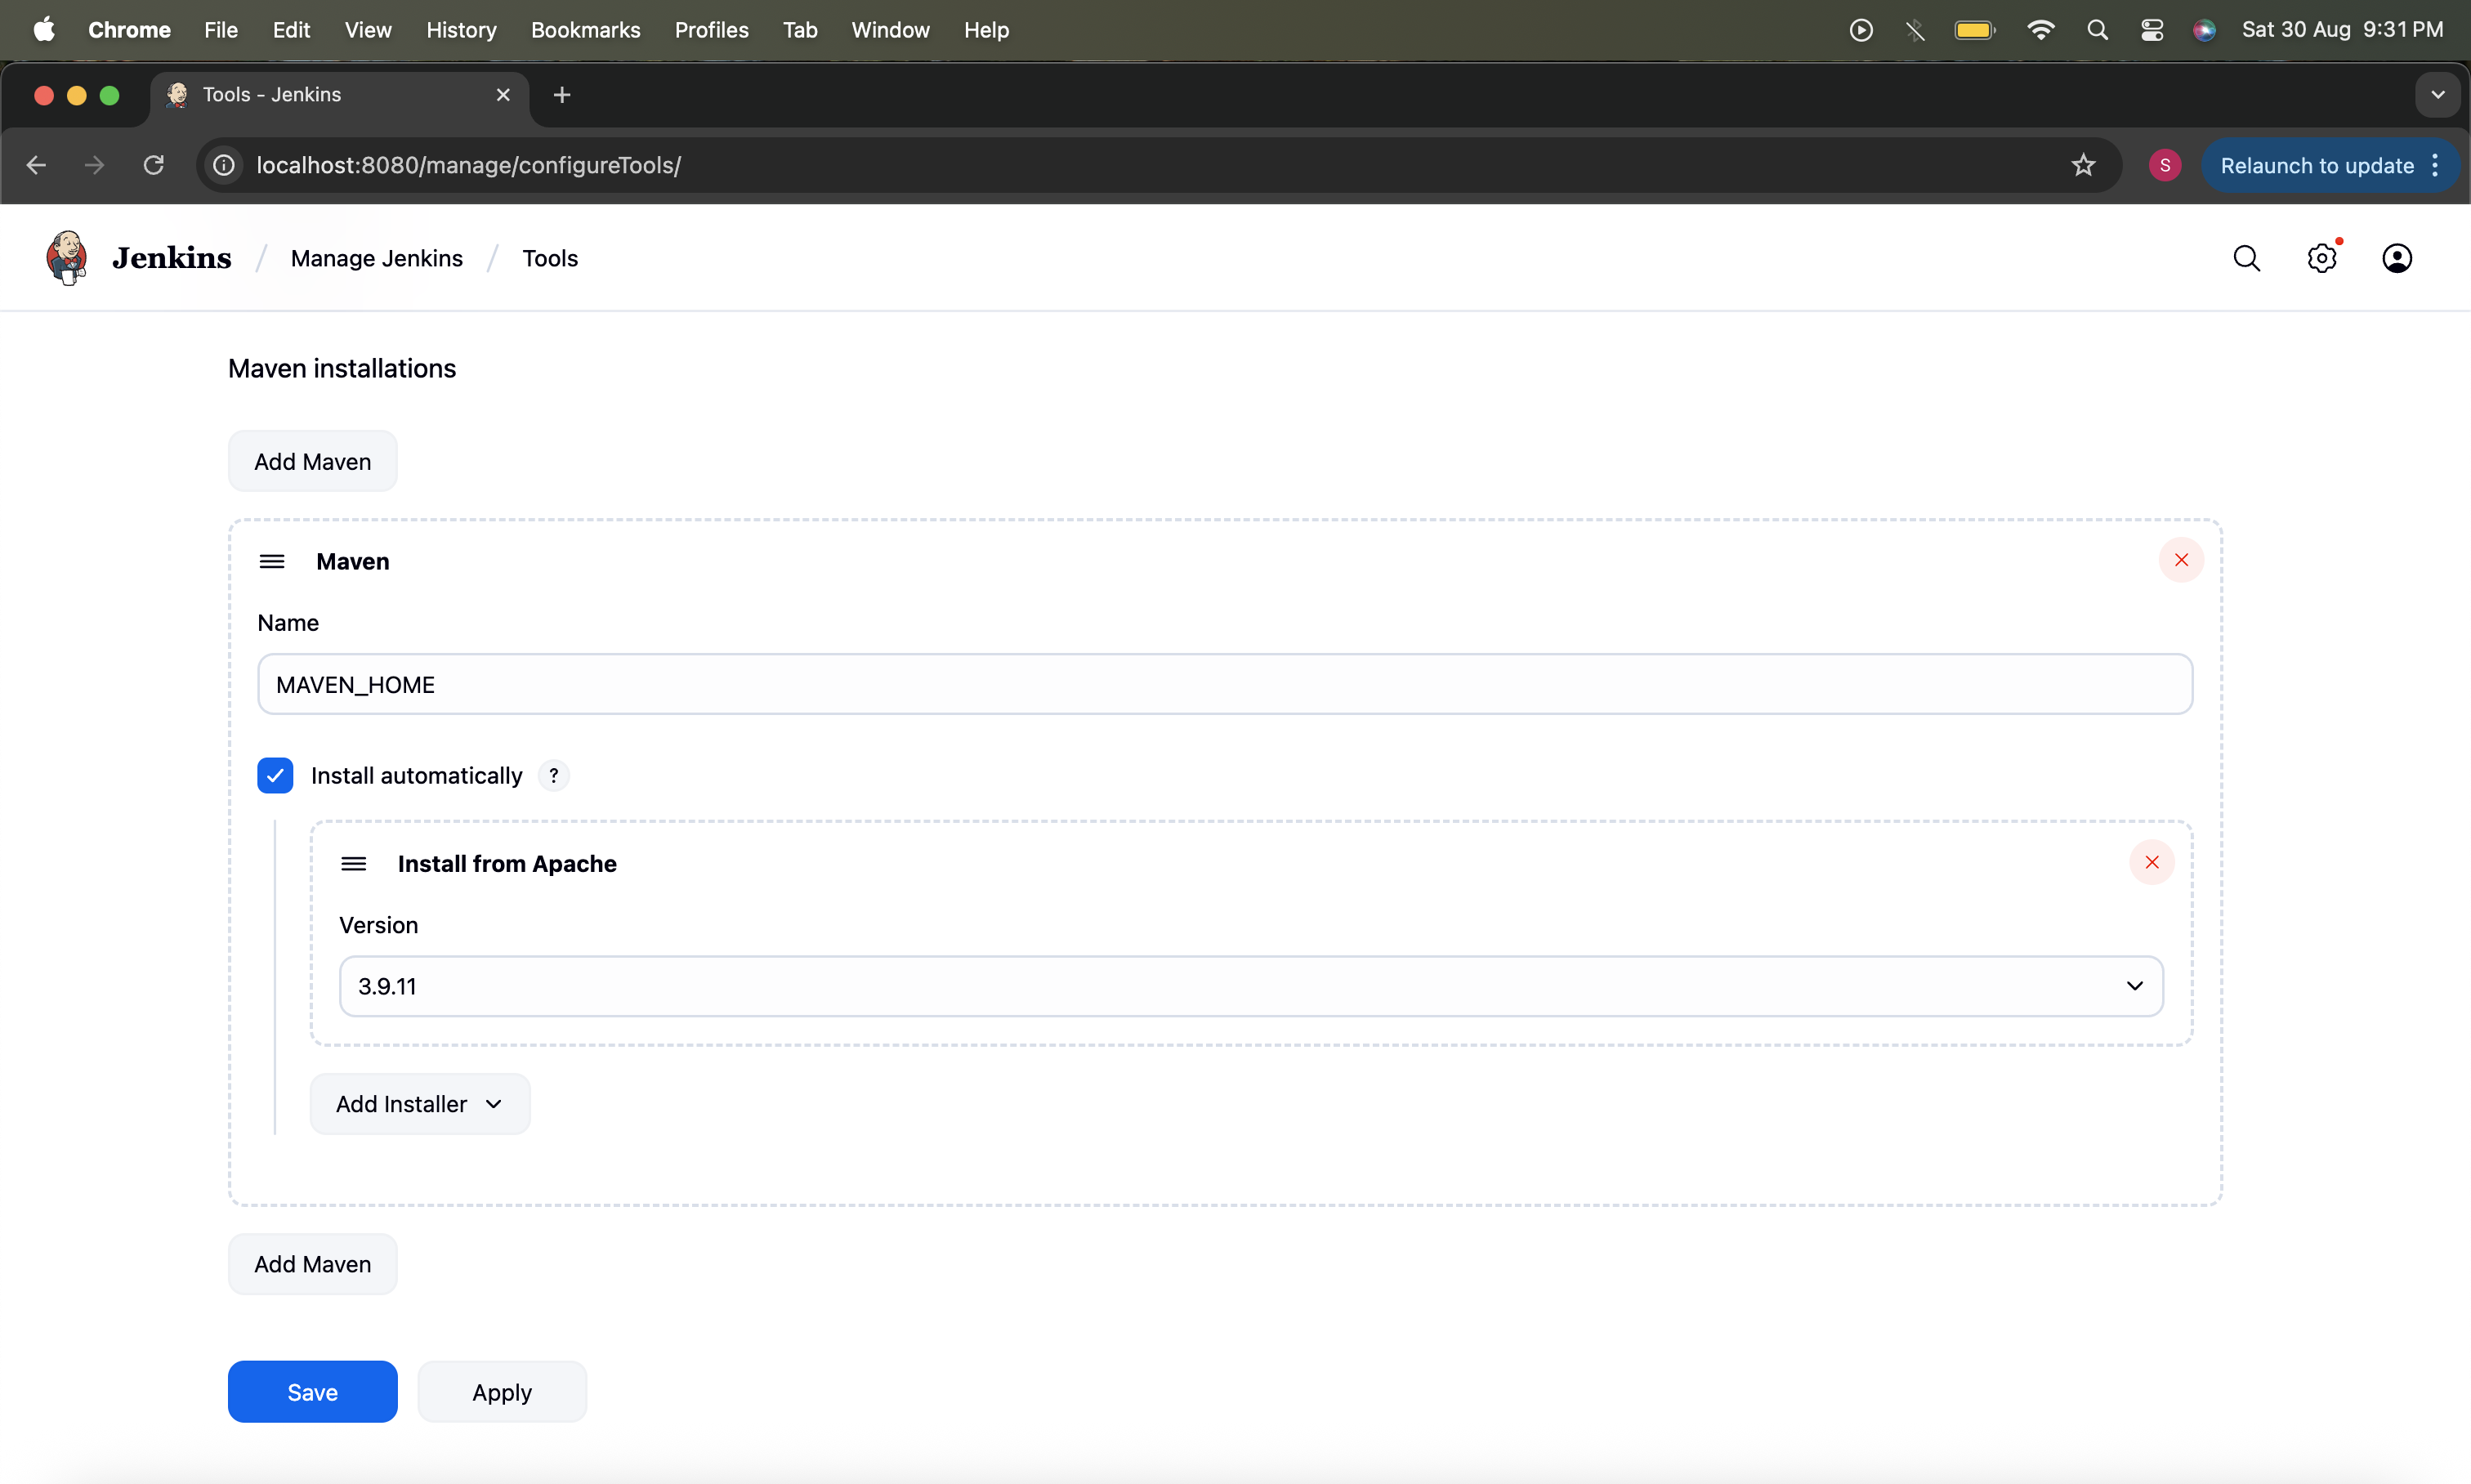 Chrome File Edit View History Bookmarks Profiles Tab Window Help Sat 30 Aug 9:31 PM
Tools - Jenkins
localhost:8080/manage/configureTools/ S Relaunch to update
Jenkins / Manage Jenkins / Tools
Maven installations
Add Maven
Maven
Name
MAVEN_HOME
Install automatically ?
Install from Apache
Version
3.9.11
Add Installer
Add Maven
Save Apply